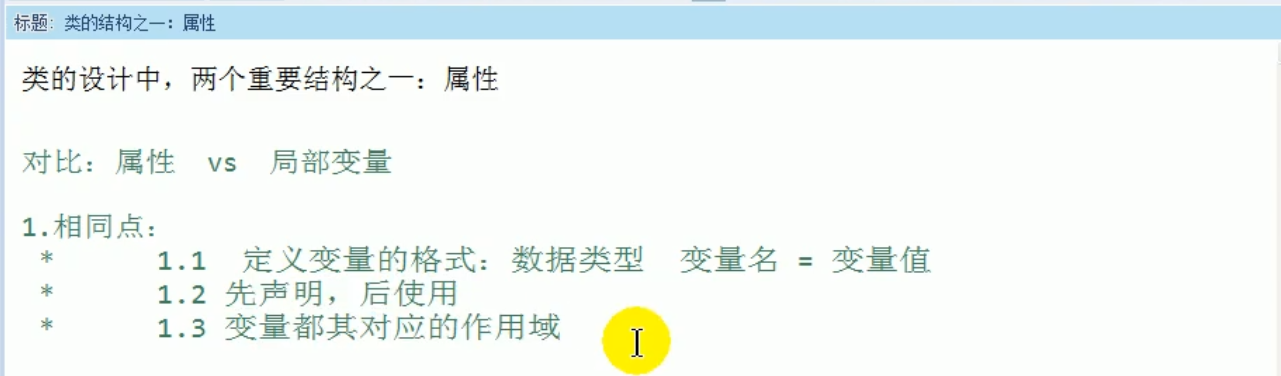 标题: 类的结构之一: 属性
类的设计中，两个重要结构之一：属性
对比：属性 vs 局部变量
1.相同点：
* 1.1 定义变量的格式：数据类型 变量名 = 变量值
* 1.2 先声明，后使用
* 1.3 变量都其对应的作用域